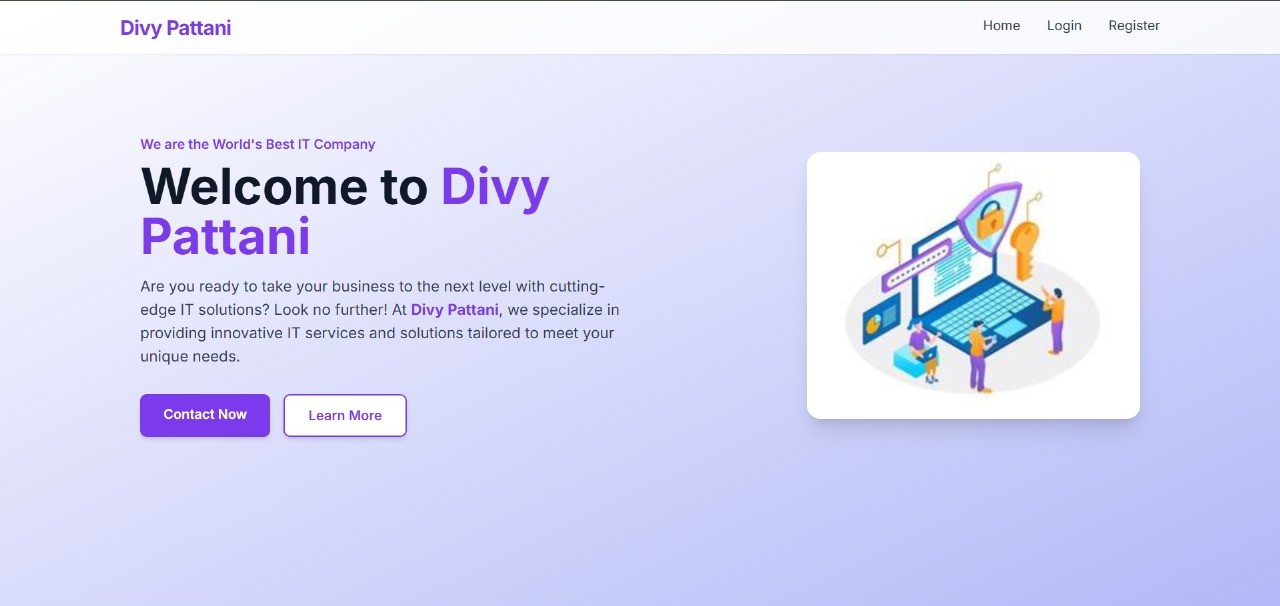 Divy Pattani
Home Login Register
We are the World's Best IT Company
Welcome to Divy
Pattani
Are you ready to take your business to the next level with cutting-
edge IT solutions? Look no further! At Divy Pattani, we specialize in
providing innovative IT services and solutions tailored to meet your
unique needs.
Contact Now
Learn More